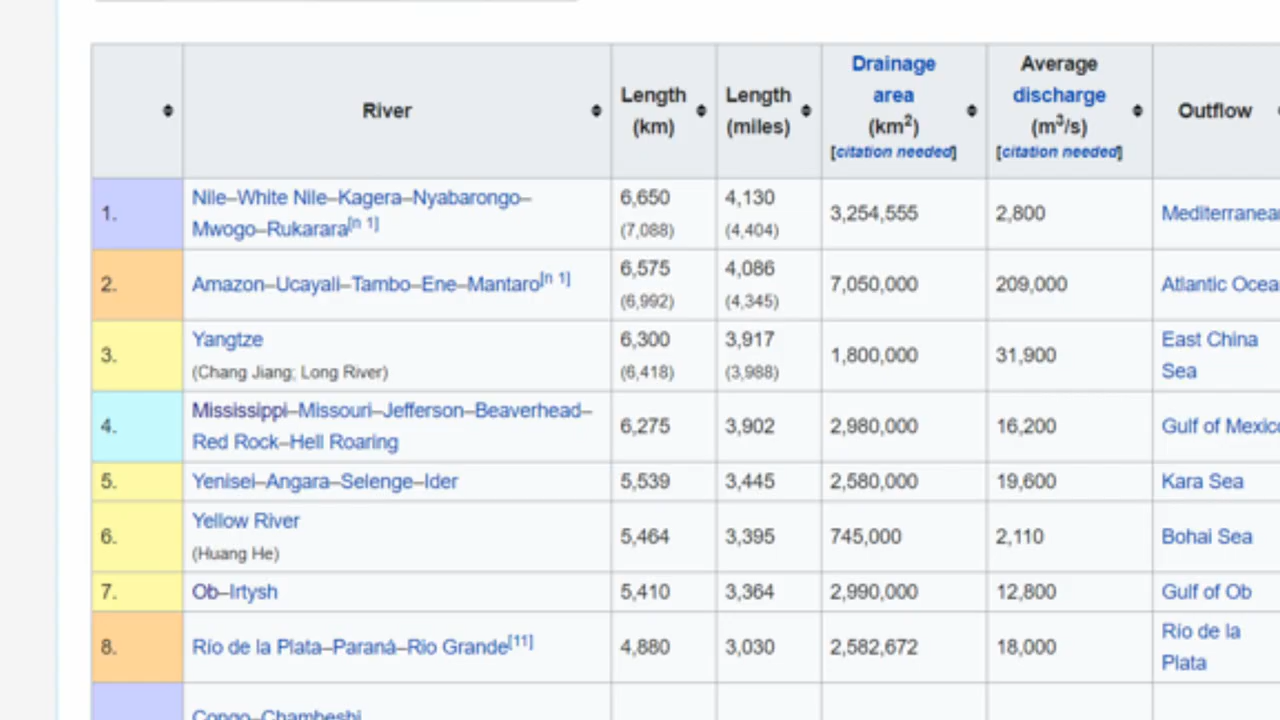 River
Length (km)
Length (miles)
Drainage area (km²) [citation needed]
Average discharge (m³/s) [citation needed]
Outflow
1. Nile–White Nile–Kagera–Nyabarongo–Mwogo–Rukarara[n 1] 6,650 (7,088) 4,130 (4,404) 3,254,555 2,800 Mediterranea
2. Amazon–Ucayali–Tambo–Ene–Mantaro[n 1] 6,575 (6,992) 4,086 (4,345) 7,050,000 209,000 Atlantic Ocea
3. Yangtze (Chang Jiang; Long River) 6,300 (6,418) 3,917 (3,988) 1,800,000 31,900 East China Sea
4. Mississippi–Missouri–Jefferson–Beaverhead–Red Rock–Hell Roaring 6,275 3,902 2,980,000 16,200 Gulf of Mexic
5. Yenisei–Angara–Selenge–Ider 5,539 3,445 2,580,000 19,600 Kara Sea
6. Yellow River (Huang He) 5,464 3,395 745,000 2,110 Bohai Sea
7. Ob–Irtysh 5,410 3,364 2,990,000 12,800 Gulf of Ob
8. Río de la Plata–Paraná–Rio Grande[11] 4,880 3,030 2,582,672 18,000 Río de la Plata
Congo–Chambeshi